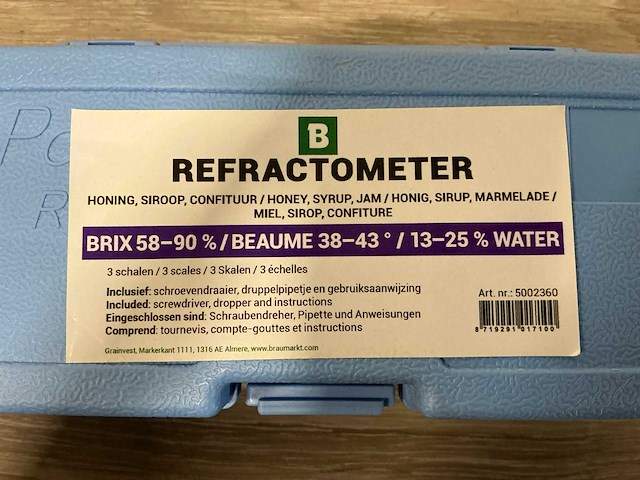 B
REFRACTOMETER
HONING, SIROOP, CONFITUUR / HONEY, SYRUP, JAM / HONIG, SIRUP, MARMELADE /
MIEL, SIROP, CONFITURE
BRIX 58–90 % / BEAUME 38–43 ° / 13–25 % WATER
3 schalen / 3 scales / 3 Skalen / 3 échelles
Inclusief: schroevendraaier, druppelpipetje en gebruiksaanwijzing
Included: screwdriver, dropper and instructions
Eingeschlossen sind: Schraubendreher, Pipette und Anweisungen
Comprend: tournevis, compte-gouttes et instructions
Art. nr.: 5002360
8 719291 017100
Grainvest, Markerkant 1111, 1316 AE Almere, www.braumarkt.com